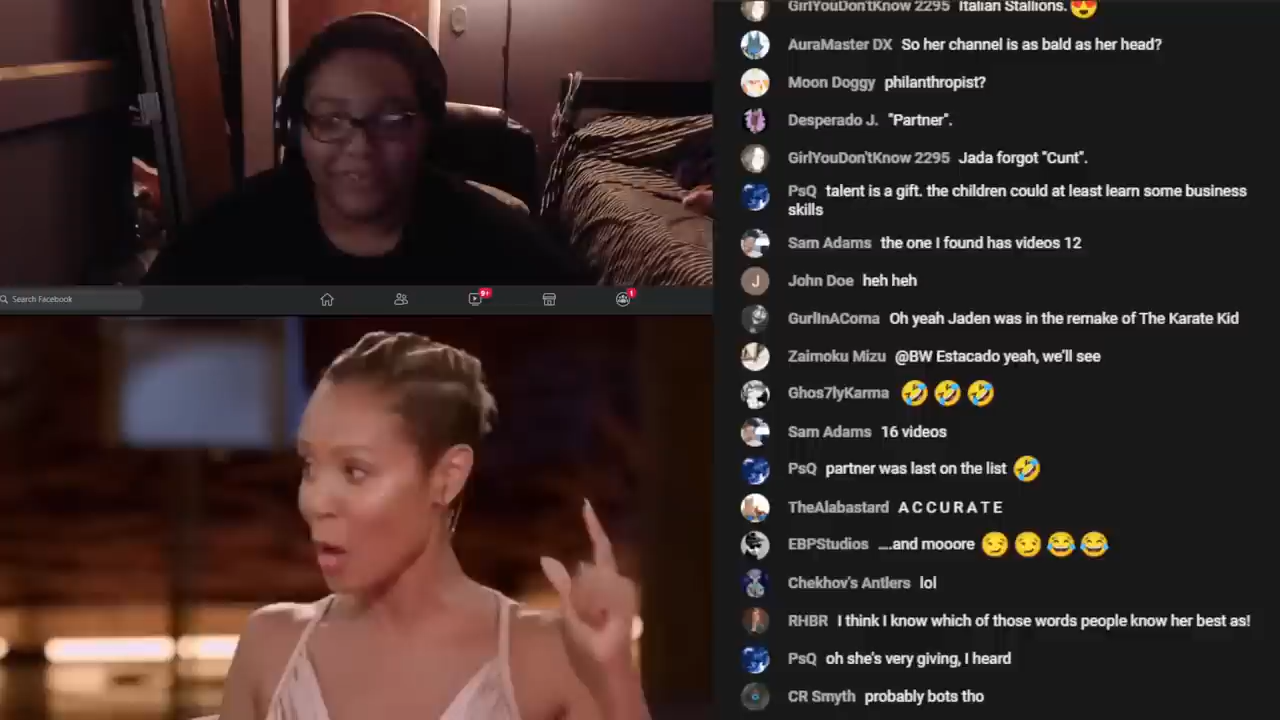 GirlYouDon'tKnow 2295 Italian Stallions. 😍
AuraMaster DX So her channel is as bald as her head?
Moon Doggy philanthropist?
Desperado J. "Partner".
GirlYouDon'tKnow 2295 Jada forgot "Cunt".
PsQ talent is a gift. the children could at least learn some business
skills
Sam Adams the one I found has videos 12
J John Doe heh heh
Search Facebook
9+
1
GurlInAComa Oh yeah Jaden was in the remake of The Karate Kid
Zaimoku Mizu @BW Estacado yeah, we'll see
Ghos7lyKarma 🤣 🤣 🤣
Sam Adams 16 videos
PsQ partner was last on the list 🤣
TheAlabastard A C C U R A T E
EBPStudios ....and mooore 😏 😏 😂 😂
Chekhov's Antlers lol
RHBR I think I know which of those words people know her best as!
PsQ oh she's very giving, I heard
CR Smyth probably bots tho